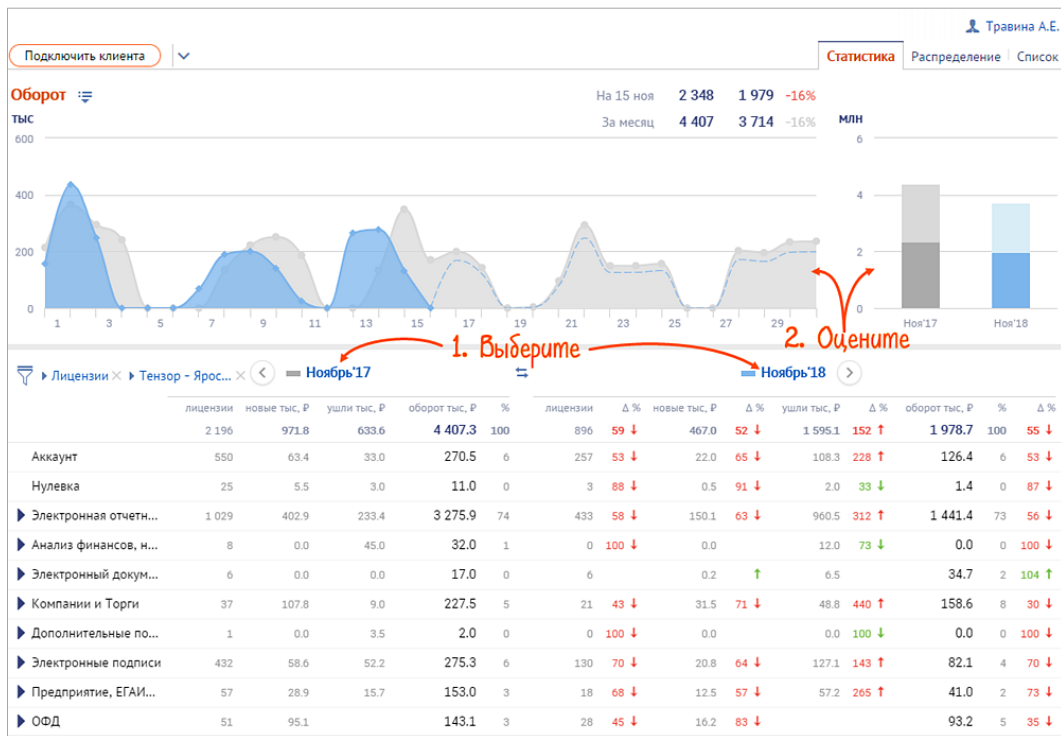 Травина А.Е.
Подключить клиента
Статистика Распределение Список
Оборот
На 15 ноя 2 348 1 979 -16%
За месяц 4 407 3 714 -16%
тыс
600
400
200
0
1 3 5 7 9 11 13 15 17 19 21 23 25 27 29
млн
6
4
2
0
Ноя'17 Ноя'18
1. Выберите
2. Оцените
Лицензии × Тензор - Ярос... × Ноябрь'17 Ноябрь'18
лицензии новые тыс, ₽ ушли тыс, ₽ оборот тыс, ₽ % лицензии Δ % новые тыс, ₽ Δ % ушли тыс, ₽ Δ % оборот тыс, ₽ % Δ %
2 196 971.8 633.6 4 407.3 100 896 59 ↓ 467.0 52 ↓ 1 595.1 152 ↑ 1 978.7 100 55 ↓
Аккаунт 550 63.4 33.0 270.5 6 257 53 ↓ 22.0 65 ↓ 108.3 228 ↑ 126.4 6 53 ↓
Нулевка 25 5.5 3.0 11.0 0 3 88 ↓ 0.5 91 ↓ 2.0 33 ↓ 1.4 0 87 ↓
Электронная отчетн... 1 029 402.9 233.4 3 275.9 74 433 58 ↓ 150.1 63 ↓ 960.5 312 ↑ 1 441.4 73 56 ↓
Анализ финансов, н... 8 0.0 45.0 32.0 1 0 100 ↓ 0.0 12.0 73 ↓ 0.0 0 100 ↓
Электронный докум... 6 0.0 0.0 17.0 0 6 0.2 ↑ 6.5 34.7 2 104 ↑
Компании и Торги 37 107.8 9.0 227.5 5 21 43 ↓ 31.5 71 ↓ 48.8 440 ↑ 158.6 8 30 ↓
Дополнительные по... 1 0.0 3.5 2.0 0 0 100 ↓ 0.0 0.0 100 ↓ 0.0 0 100 ↓
Электронные подписи 432 58.6 52.2 275.3 6 130 70 ↓ 20.8 64 ↓ 127.1 143 ↑ 82.1 4 70 ↓
Предприятие, ЕГАИ... 57 28.9 15.7 153.0 3 18 68 ↓ 12.5 57 ↓ 57.2 265 ↑ 41.0 2 73 ↓
ОФД 51 95.1 143.1 3 28 45 ↓ 16.2 83 ↓ 93.2 5 35 ↓